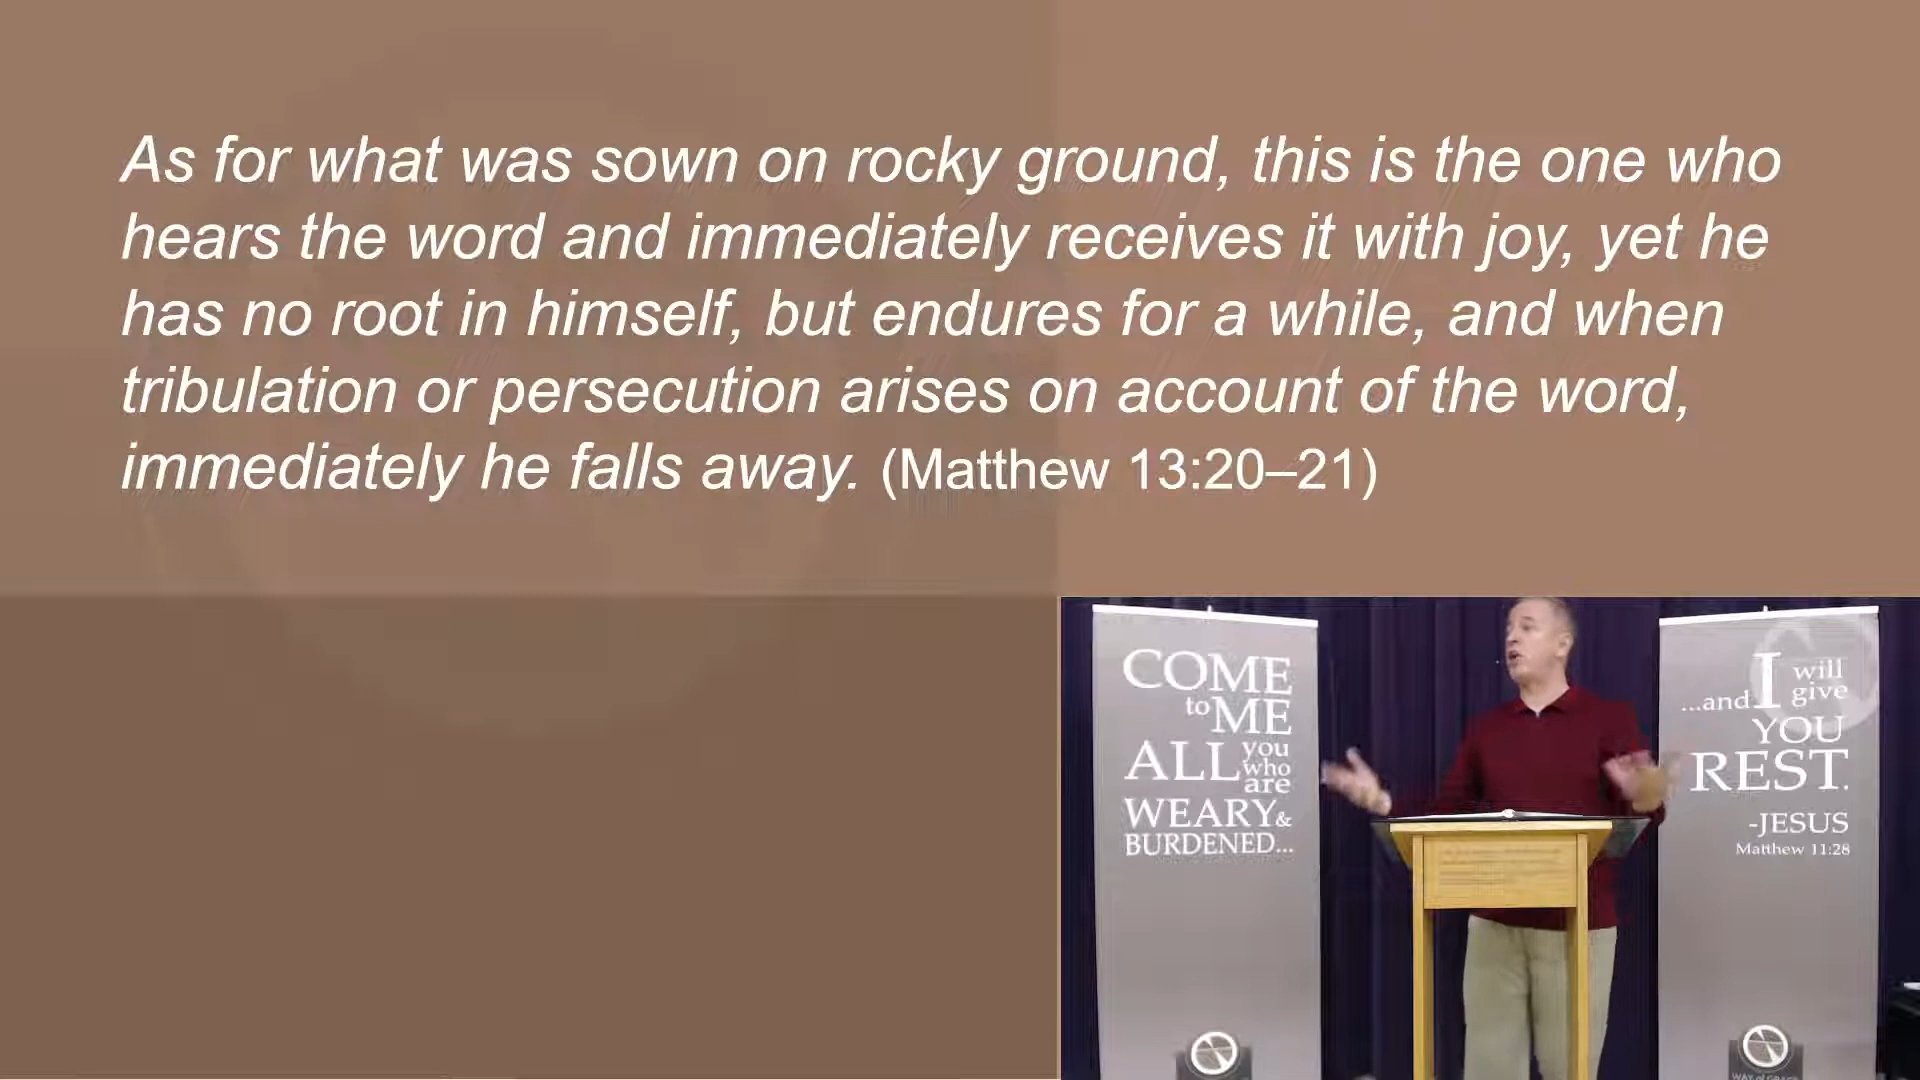 As for what was sown on rocky ground, this is the one who
hears the word and immediately receives it with joy, yet he
has no root in himself, but endures for a while, and when
tribulation or persecution arises on account of the word,
immediately he falls away. (Matthew 13:20–21)
COME
to ME
ALL you who are
WEARY &
BURDENED...
...and I will give
YOU
REST.
-JESUS
Matthew 11:28
WAY of GRACE